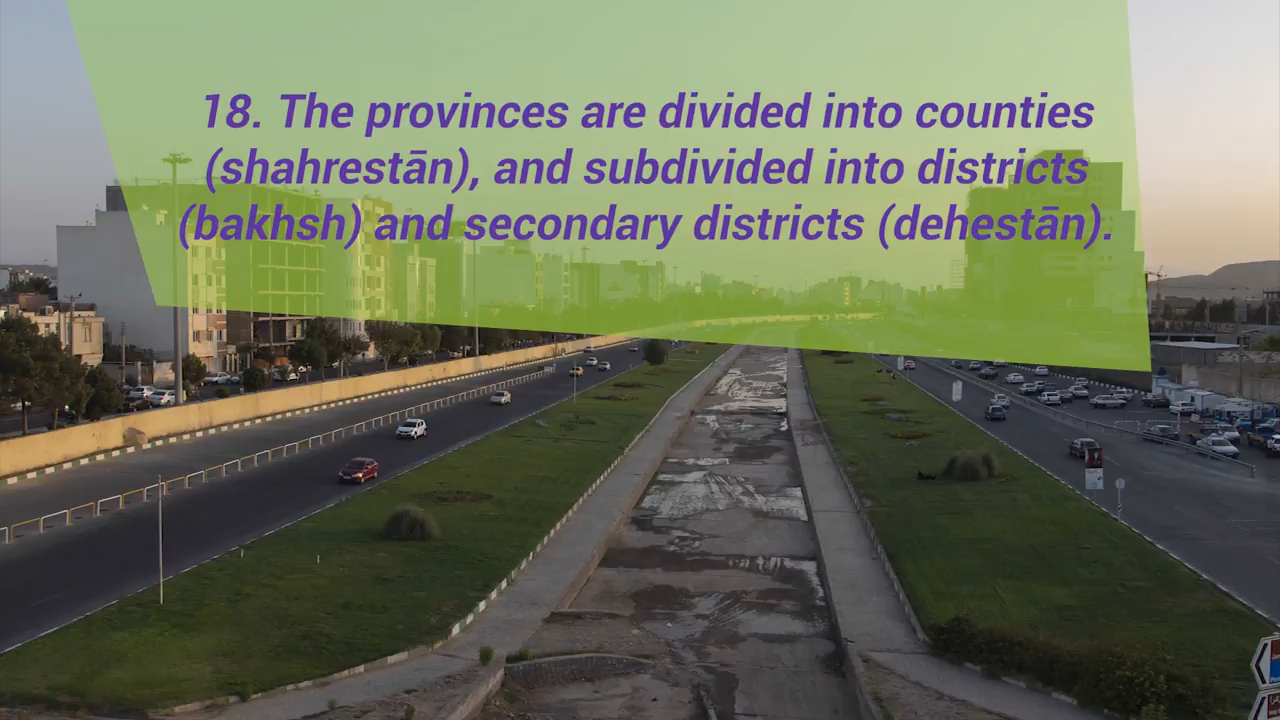 18. The provinces are divided into counties
(shahrestān), and subdivided into districts
(bakhsh) and secondary districts (dehestān).